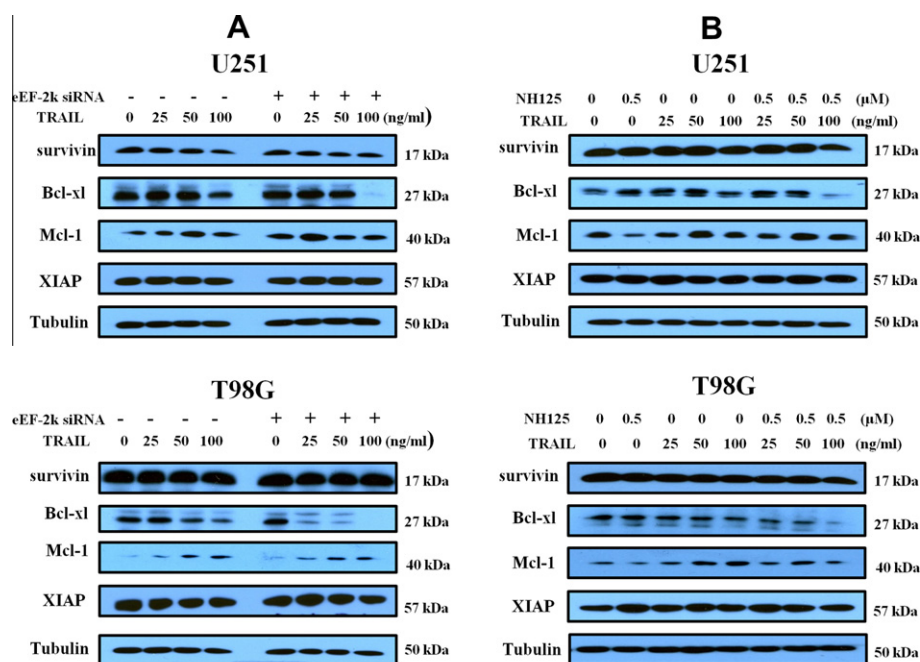 A
U251
eEF-2k siRNA - - - - + + + +
TRAIL 0 25 50 100 0 25 50 100 (ng/ml)
survivin 17 kDa
Bcl-xl 27 kDa
Mcl-1 40 kDa
XIAP 57 kDa
Tubulin 50 kDa
T98G
eEF-2k siRNA - - - - + + + +
TRAIL 0 25 50 100 0 25 50 100 (ng/ml)
survivin 17 kDa
Bcl-xl 27 kDa
Mcl-1 40 kDa
XIAP 57 kDa
Tubulin 50 kDa
B
U251
NH125 0 0.5 0 0 0 0.5 0.5 0.5 (μM)
TRAIL 0 0 25 50 100 25 50 100 (ng/ml)
survivin 17 kDa
Bcl-xl 27 kDa
Mcl-1 40 kDa
XIAP 57 kDa
Tubulin 50 kDa
T98G
NH125 0 0.5 0 0 0 0.5 0.5 0.5 (μM)
TRAIL 0 0 25 50 100 25 50 100 (ng/ml)
survivin 17 kDa
Bcl-xl 27 kDa
Mcl-1 40 kDa
XIAP 57 kDa
Tubulin 50 kDa